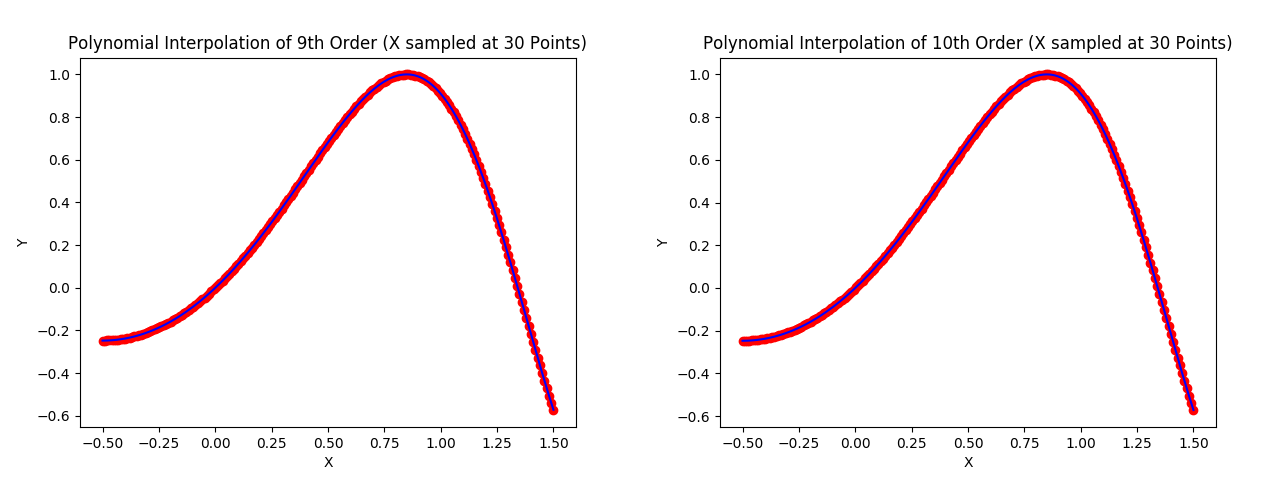 Polynomial Interpolation of 9th Order (X sampled at 30 Points)
1.0
0.8
0.6
0.4
0.2
0.0
−0.2
−0.4
−0.6
Y
−0.50 −0.25 0.00 0.25 0.50 0.75 1.00 1.25 1.50
X
Polynomial Interpolation of 10th Order (X sampled at 30 Points)
1.0
0.8
0.6
0.4
0.2
0.0
−0.2
−0.4
−0.6
Y
−0.50 −0.25 0.00 0.25 0.50 0.75 1.00 1.25 1.50
X